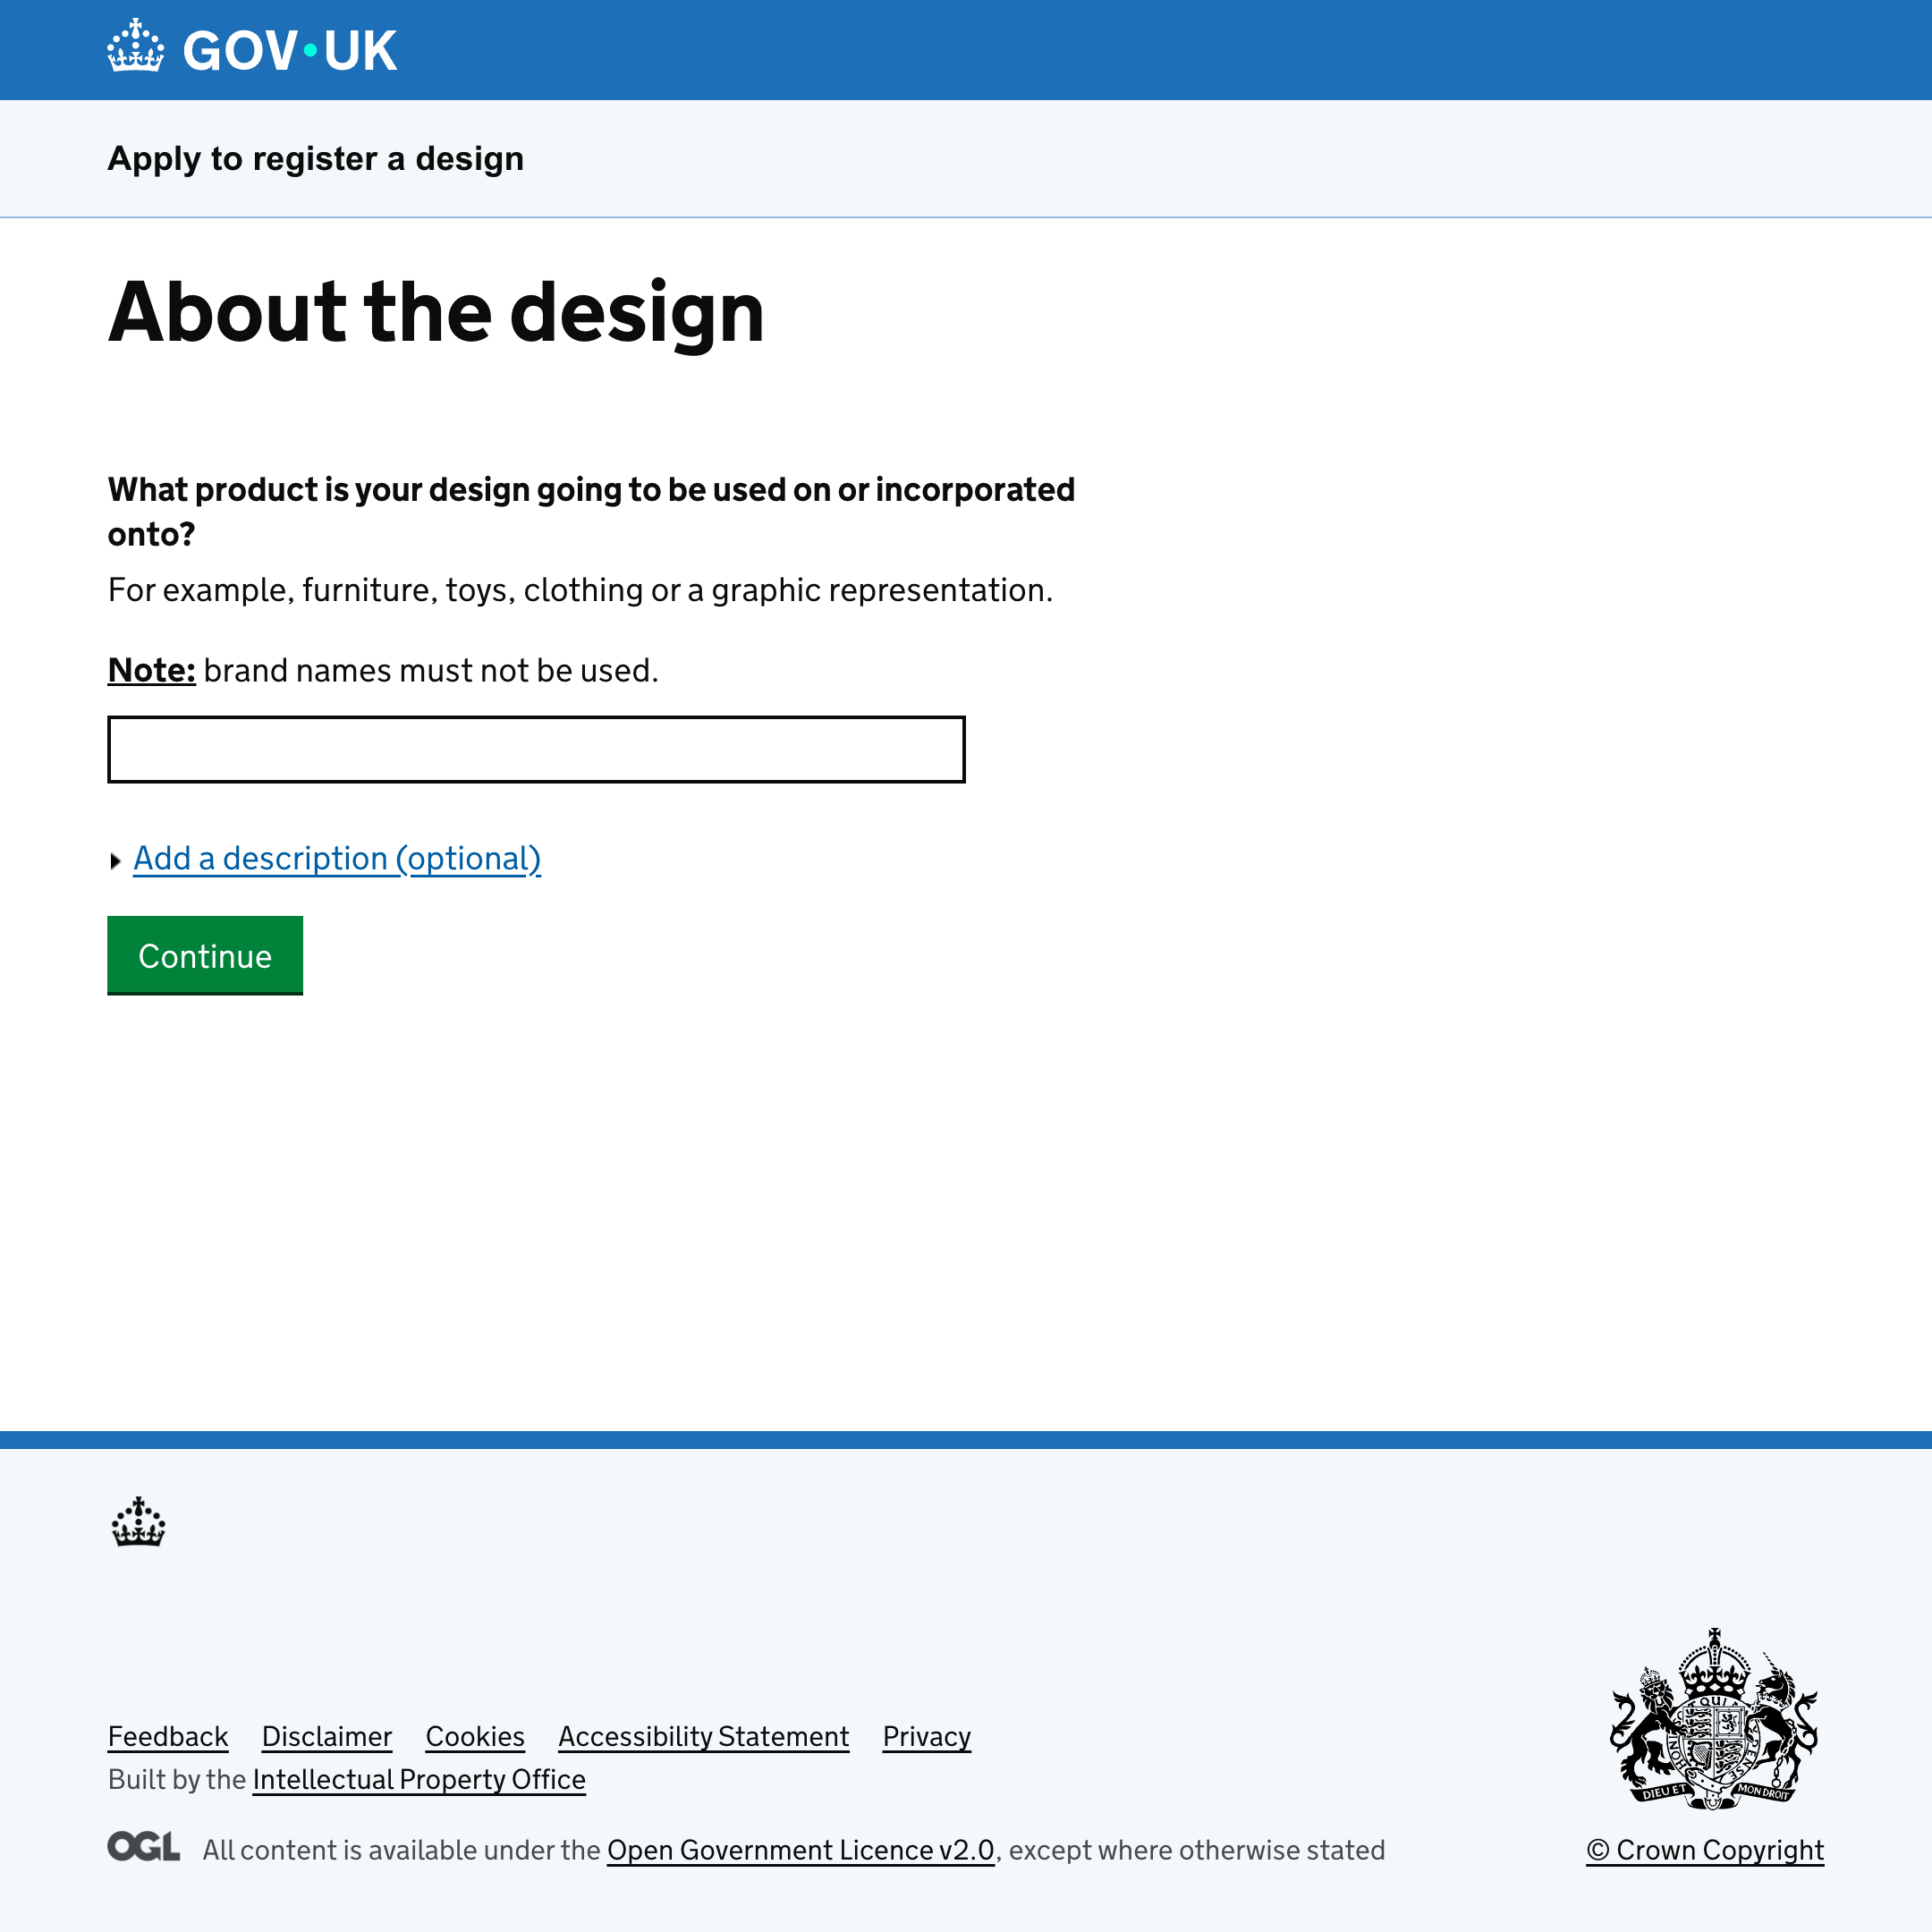 GOV·UK
Apply to register a design
About the design
What product is your design going to be used on or incorporated
onto?
For example, furniture, toys, clothing or a graphic representation.
Note: brand names must not be used.
Add a description (optional)
Continue
Feedback Disclaimer Cookies Accessibility Statement Privacy
Built by the Intellectual Property Office
OGL All content is available under the Open Government Licence v2.0, except where otherwise stated
DIEU ET MON DROIT
© Crown Copyright